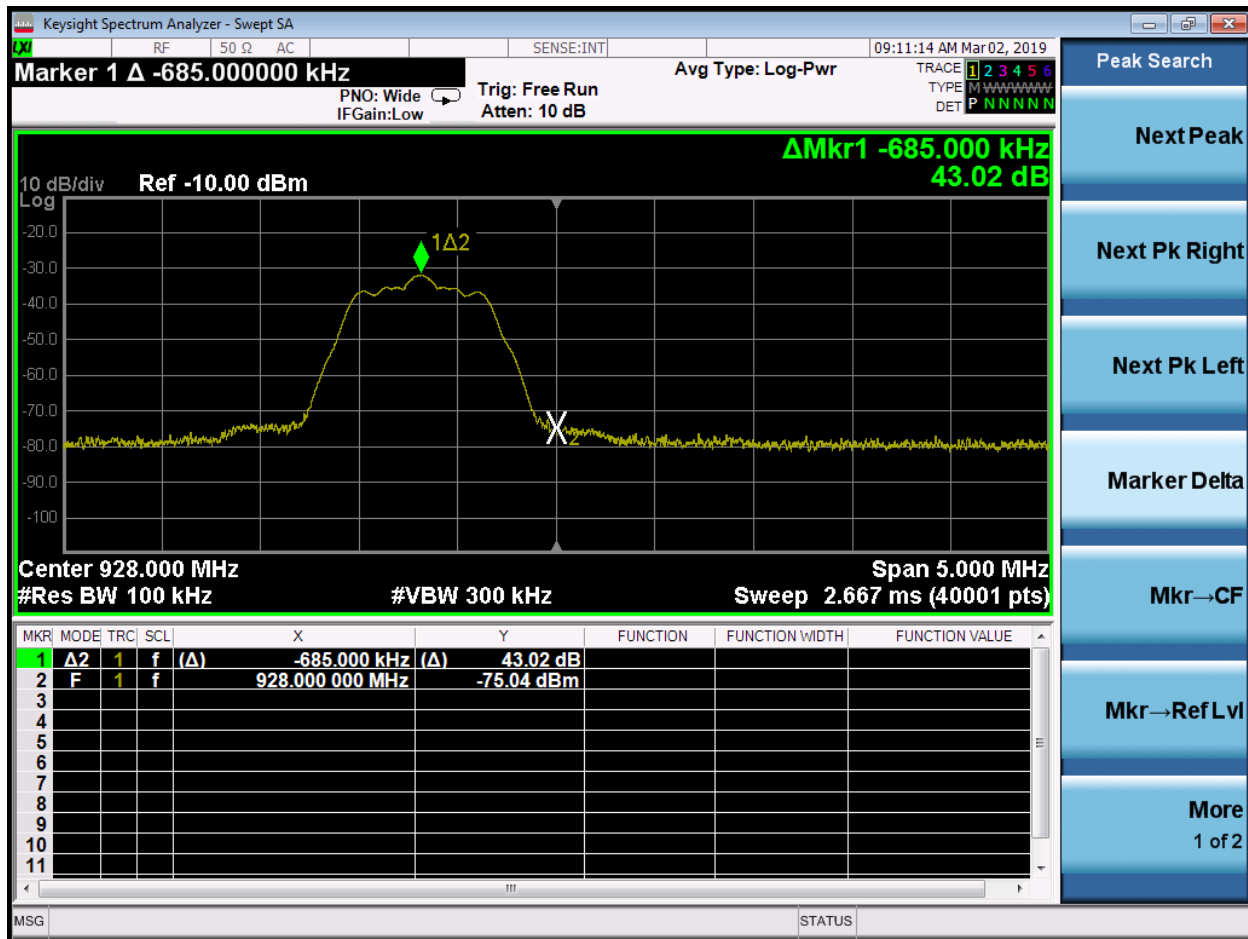 Keysight Spectrum Analyzer - Swept SA
LXI RF 50 Ω AC SENSE:INT 09:11:14 AM Mar 02, 2019
Marker 1 Δ -685.000000 kHz
PNO: Wide
IFGain:Low
Trig: Free Run
Atten: 10 dB
Avg Type: Log-Pwr
TRACE 1 2 3 4 5 6
TYPE M W W W W W
DET P N N N N N
ΔMkr1 -685.000 kHz
43.02 dB
10 dB/div Ref -10.00 dBm
Log
-20.0
-30.0
-40.0
-50.0
-60.0
-70.0
-80.0
-90.0
-100
1Δ2
X2
Center 928.000 MHz Span 5.000 MHz
#Res BW 100 kHz #VBW 300 kHz Sweep 2.667 ms (40001 pts)
MKR MODE TRC SCL X Y FUNCTION FUNCTION WIDTH FUNCTION VALUE
1 Δ2 1 f (Δ) -685.000 kHz (Δ) 43.02 dB
2 F 1 f 928.000 000 MHz -75.04 dBm
3
4
5
6
7
8
9
10
11
MSG STATUS
Peak Search
Next Peak
Next Pk Right
Next Pk Left
Marker Delta
Mkr→CF
Mkr→Ref Lvl
More
1 of 2